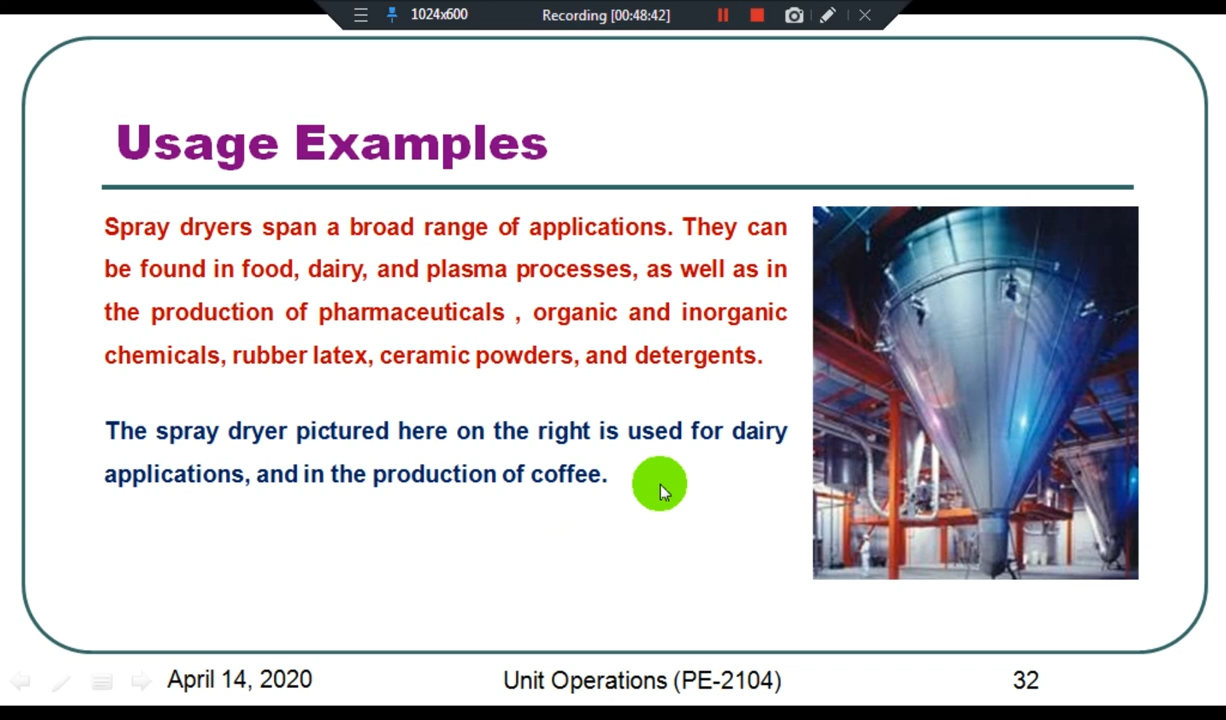 1024x600 Recording [00:48:42]
Usage Examples
Spray dryers span a broad range of applications. They can
be found in food, dairy, and plasma processes, as well as in
the production of pharmaceuticals , organic and inorganic
chemicals, rubber latex, ceramic powders, and detergents.
The spray dryer pictured here on the right is used for dairy
applications, and in the production of coffee.
April 14, 2020 Unit Operations (PE-2104) 32